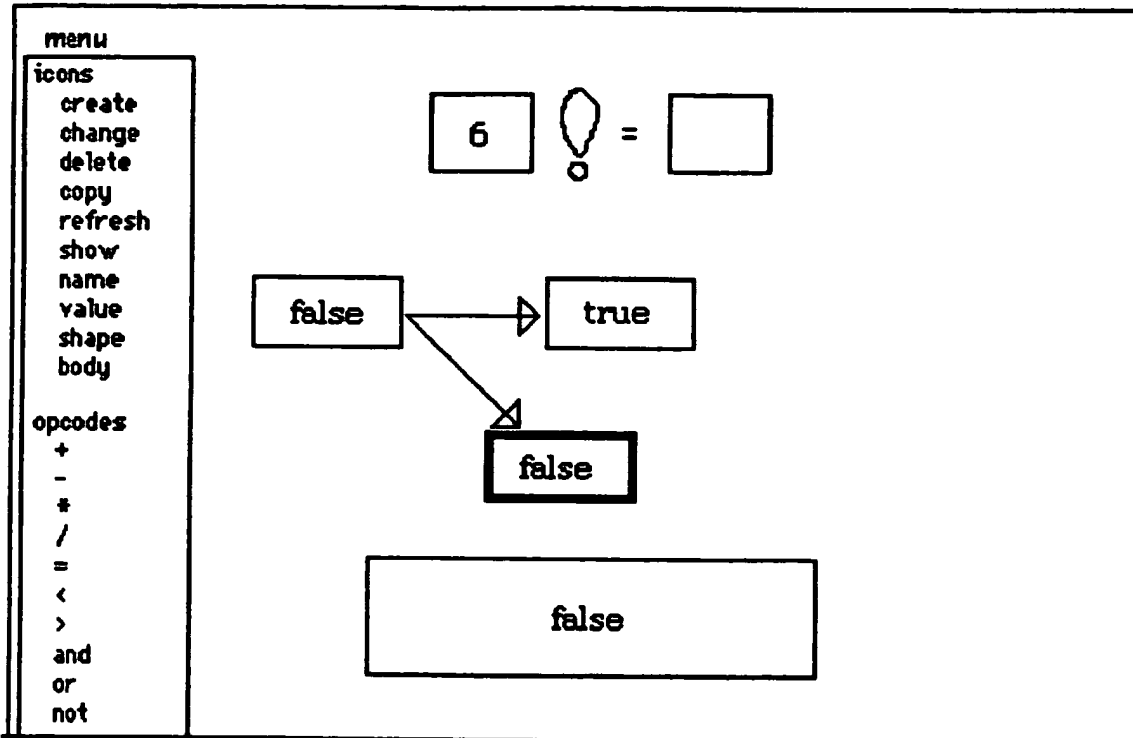 menu
icons
create
change
delete
copy
refresh
show
name
value
shape
body
opcodes
+
-
*
/
=
<
>
and
or
not
6 ! =
false true
false
false